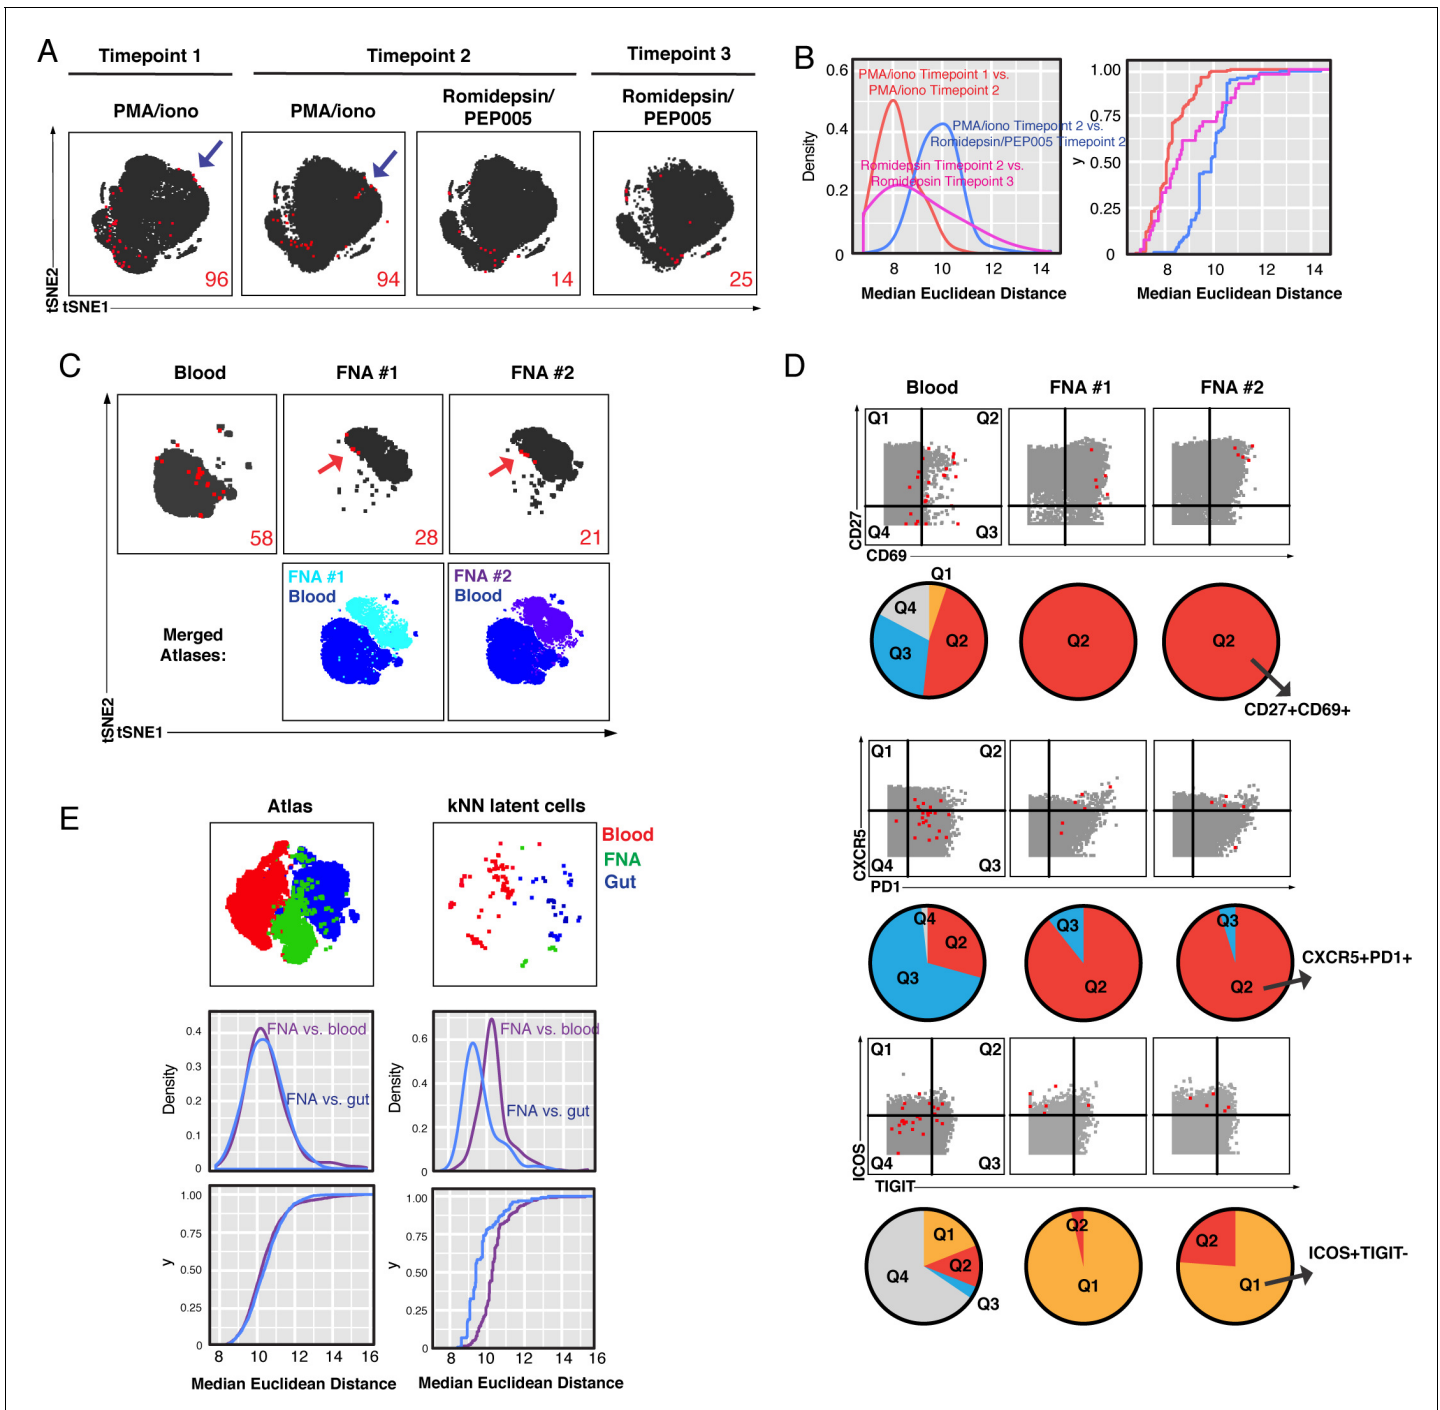 A
Timepoint 1
Timepoint 2
Timepoint 3
PMA/iono
PMA/iono
Romidepsin/
PEP005
Romidepsin/
PEP005
96
94
14
25
tSNE2
tSNE1
B
0.6
0.4
0.2
0
Density
PMA/iono Timepoint 1 vs.
PMA/iono Timepoint 2
PMA/iono Timepoint 2 vs.
Romidepsin/PEP005 Timepoint 2
Romidepsin Timepoint 2 vs.
Romidepsin Timepoint 3
8 10 12 14
Median Euclidean Distance
1.00
0.75
0.50
0.25
0
y
8 10 12 14
Median Euclidean Distance
C
Blood
FNA #1
FNA #2
58
28
21
FNA #1
Blood
FNA #2
Blood
Merged
Atlases:
tSNE2
tSNE1
D
Blood
FNA #1
FNA #2
Q1
Q2
Q4
Q3
CD27
CD69
Q1
Q4
Q3
Q2
Q2
Q2
CD27+CD69+
Q1
Q2
Q4
Q3
CXCR5
PD1
Q4
Q2
Q3
Q3
Q2
Q3
Q2
CXCR5+PD1+
Q1
Q2
Q4
Q3
ICOS
TIGIT
Q1
Q2
Q4
Q3
Q2
Q1
Q2
Q1
ICOS+TIGIT-
E
Atlas
kNN latent cells
Blood
FNA
Gut
0.4
0.3
0.2
0.1
0
Density
FNA vs. blood
FNA vs. gut
0.6
0.4
0.2
0
Density
FNA vs. blood
FNA vs. gut
1.00
0.75
0.50
0.25
0
y
8 10 12 14 16
Median Euclidean Distance
1.00
0.75
0.50
0.25
0
y
8 10 12 14 16
Median Euclidean Distance